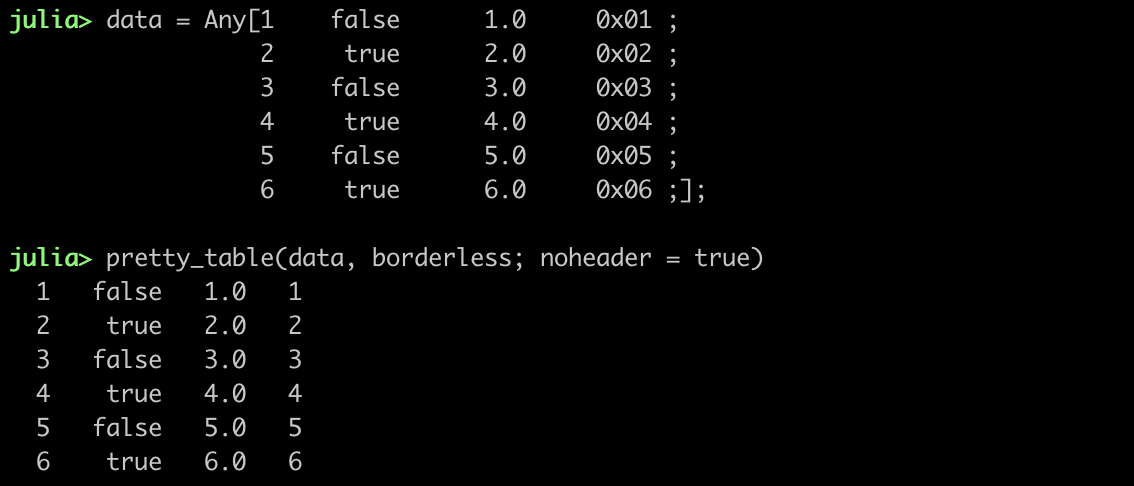 julia> data = Any[1    false      1.0     0x01 ;
                  2     true      2.0     0x02 ;
                  3    false      3.0     0x03 ;
                  4     true      4.0     0x04 ;
                  5    false      5.0     0x05 ;
                  6     true      6.0     0x06 ;];
julia> pretty_table(data, borderless; noheader = true)
  1   false   1.0   1
  2    true   2.0   2
  3   false   3.0   3
  4    true   4.0   4
  5   false   5.0   5
  6    true   6.0   6